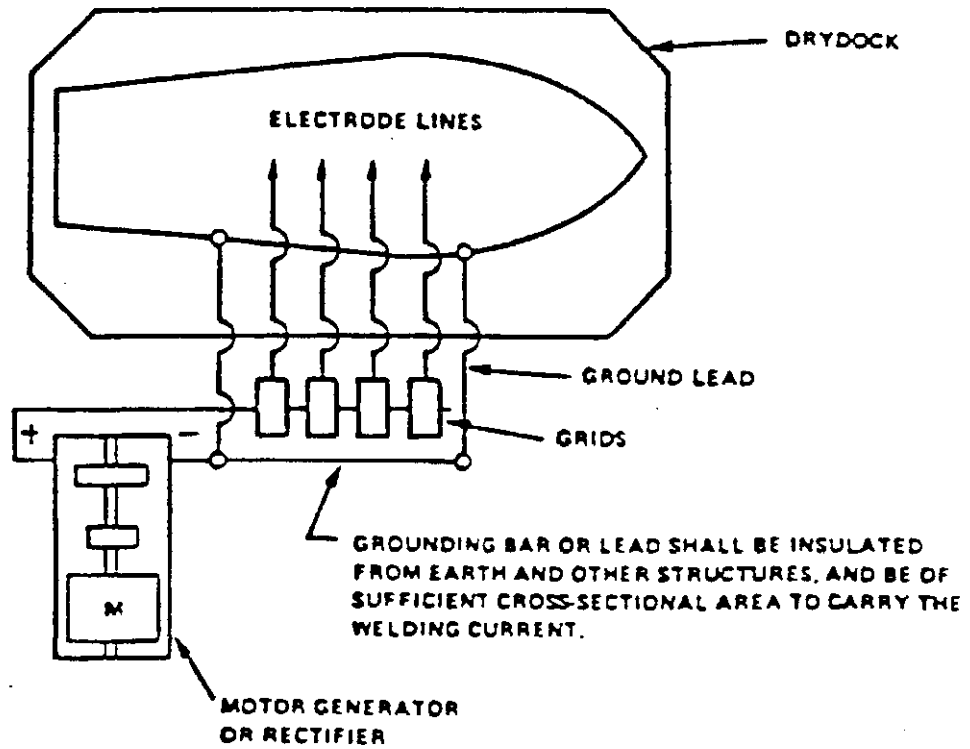 DRYDOCK
ELECTRODE LINES
GROUND LEAD
GRIDS
+
−
GROUNDING BAR OR LEAD SHALL BE INSULATED
FROM EARTH AND OTHER STRUCTURES, AND BE OF
SUFFICIENT CROSS-SECTIONAL AREA TO CARRY THE
WELDING CURRENT.
M
MOTOR GENERATOR
OR RECTIFIER